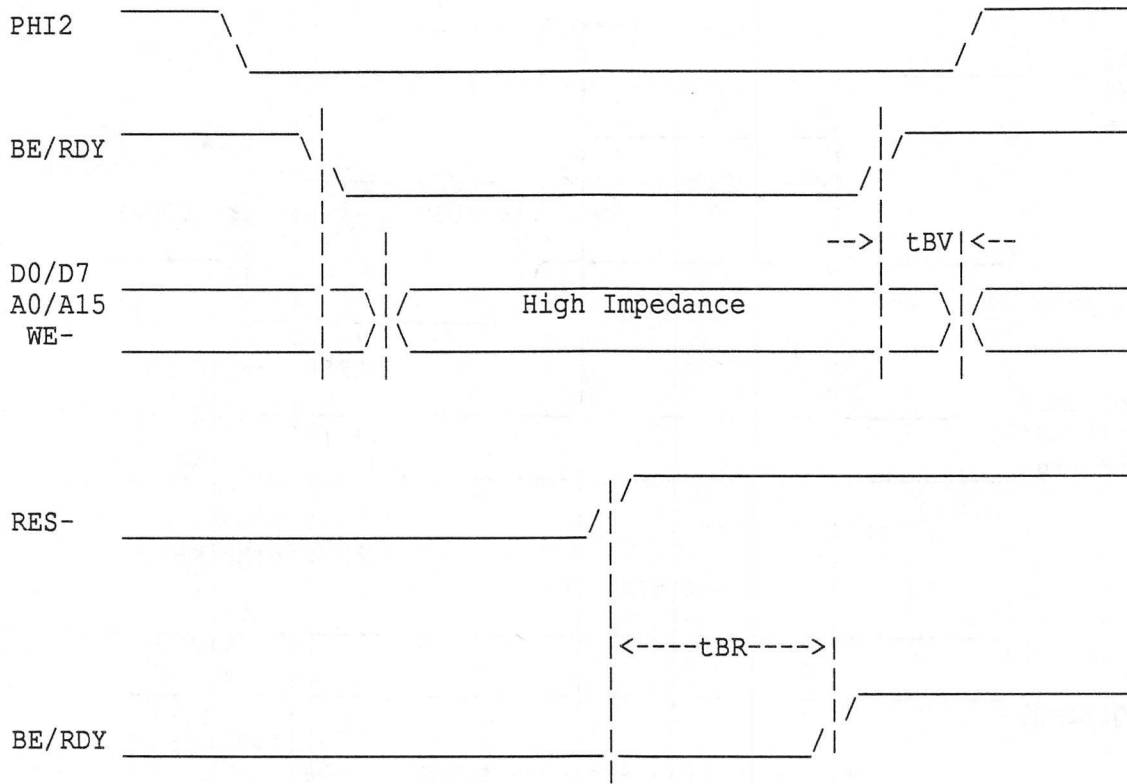 PHI2
BE/RDY
--> tBV <--
D0/D7
A0/A15 High Impedance
WE-
RES-
<-----tBR---->
BE/RDY